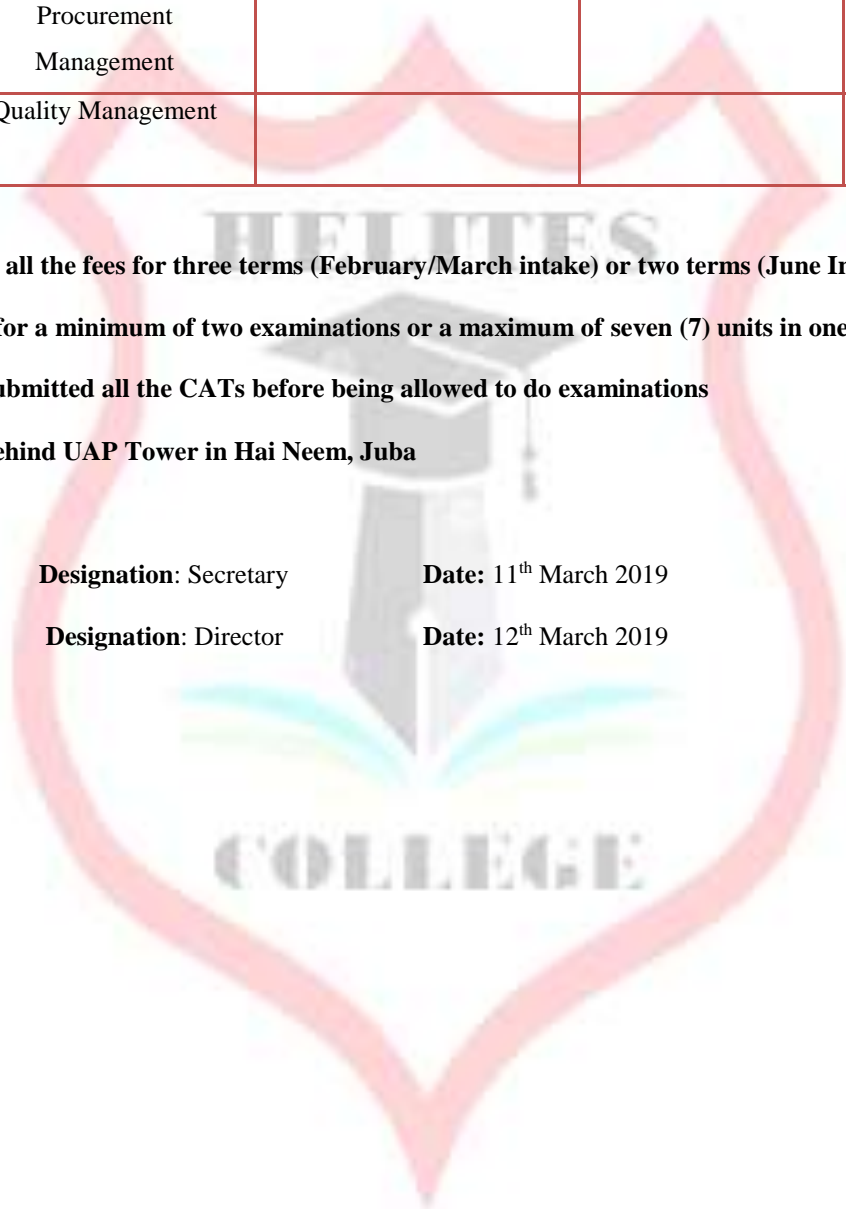 Procurement
Management
Quality Management
HELITES
all the fees for three terms (February/March intake) or two terms (June In
for a minimum of two examinations or a maximum of seven (7) units in one
ubmitted all the CATs before being allowed to do examinations
ehind UAP Tower in Hai Neem, Juba
Designation: Secretary Date: 11th March 2019
Designation: Director Date: 12th March 2019
COLLEGE